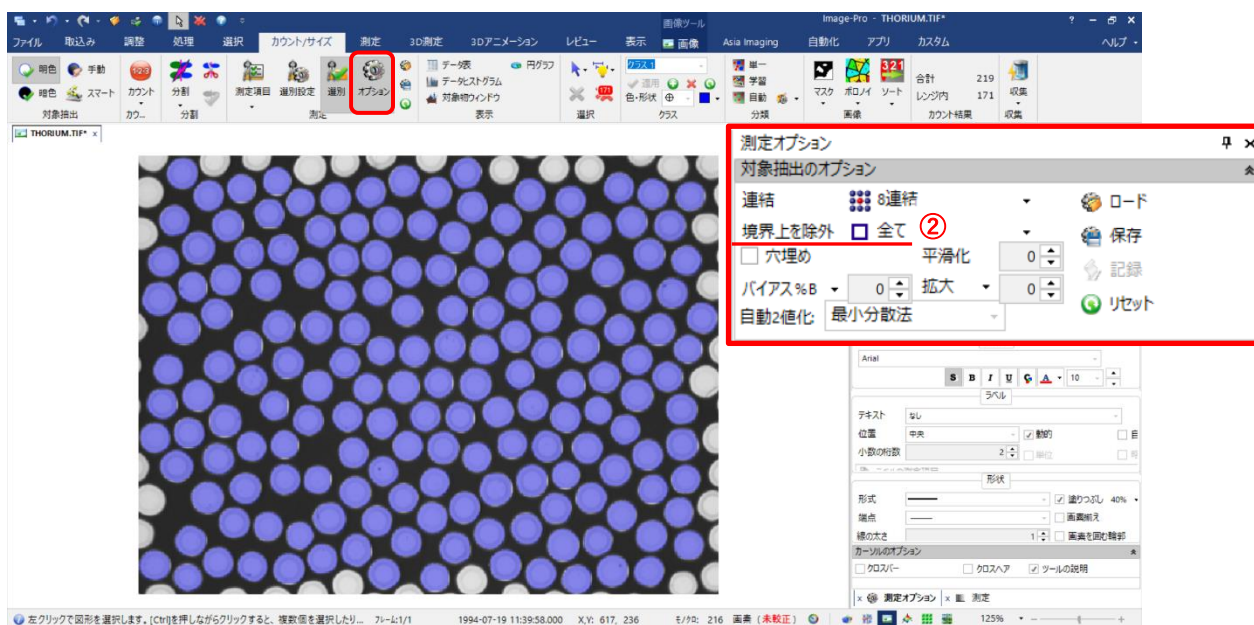 画像ツール
Image-Pro - THORIUM.TIF*
ファイル 取込み 調整 処理 選択 カウント/サイズ 測定 3D測定 3Dアニメーション レビュー 表示 画像 Asia Imaging 自動化 アプリ カスタム ヘルプ
明色 手動
暗色 スマート
対象抽出
123
カウント
カウ...
分割
分割
測定項目 選別設定 選別 オプション
測定
データ表 円グラフ
データヒストグラム
対象物ウィンドウ
表示
171
選択
クラス 1
適用
色・形状
クラス
単一
学習
自動
分類
マスク ボロノイ ソート
321
画像
合計 219
レンジ内 171
カウント結果
収集
収集
THORIUM.TIF* x
測定オプション
対象抽出のオプション
連結 8連結 ロード
境界上を除外 全て ② 保存
穴埋め 平滑化 0 記録
バイアス%B 0 拡大 0 リセット
自動2値化: 最小分散法
Arial
S B I U G A 10
ラベル
テキスト なし
位置 中央 動的
小数の桁数 2 単位
形状
形式 塗りつぶし 40%
端点 画素揃え
線の太さ 1 画素を囲む輪郭
カーソルのオプション
クロスバー クロスヘア ツールの説明
x 測定オプション x 測定
左クリックで図形を選択します。[Ctrl]を押しながらクリックすると、複数個を選択したり... フレーム:1/1 1994-07-19 11:39:58.000 X,Y: 617, 236 モノクロ: 216 画素 (未較正) 125%